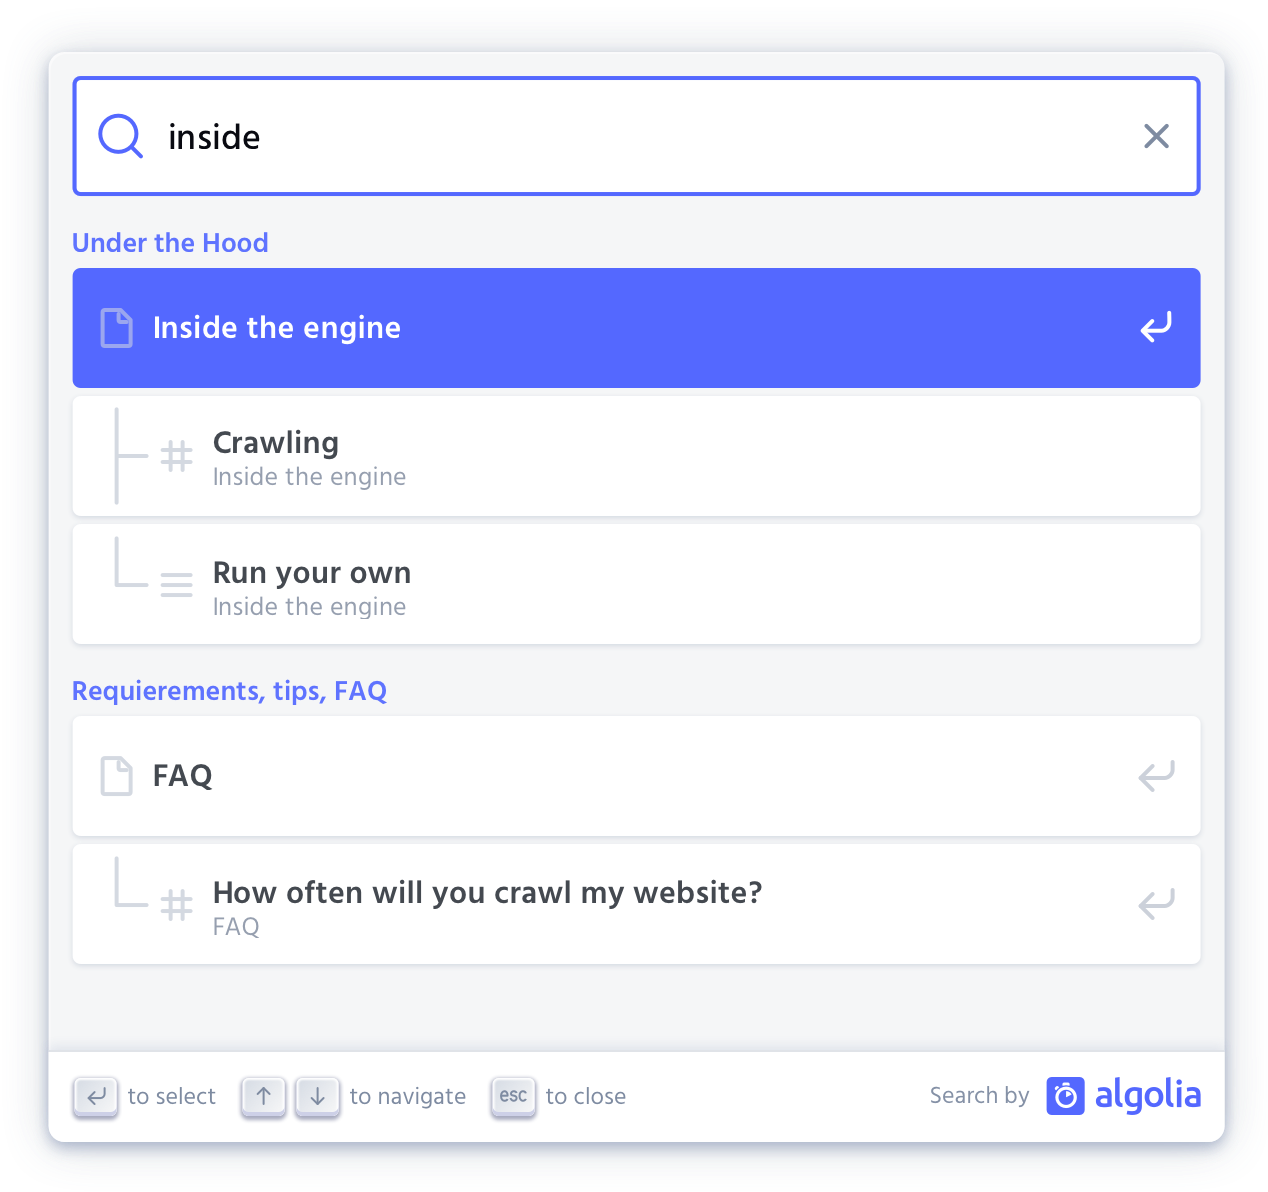 inside
Under the Hood
Inside the engine
Crawling
Inside the engine
Run your own
Inside the engine
Requierements, tips, FAQ
FAQ
How often will you crawl my website?
FAQ
to select to navigate esc to close Search by algolia